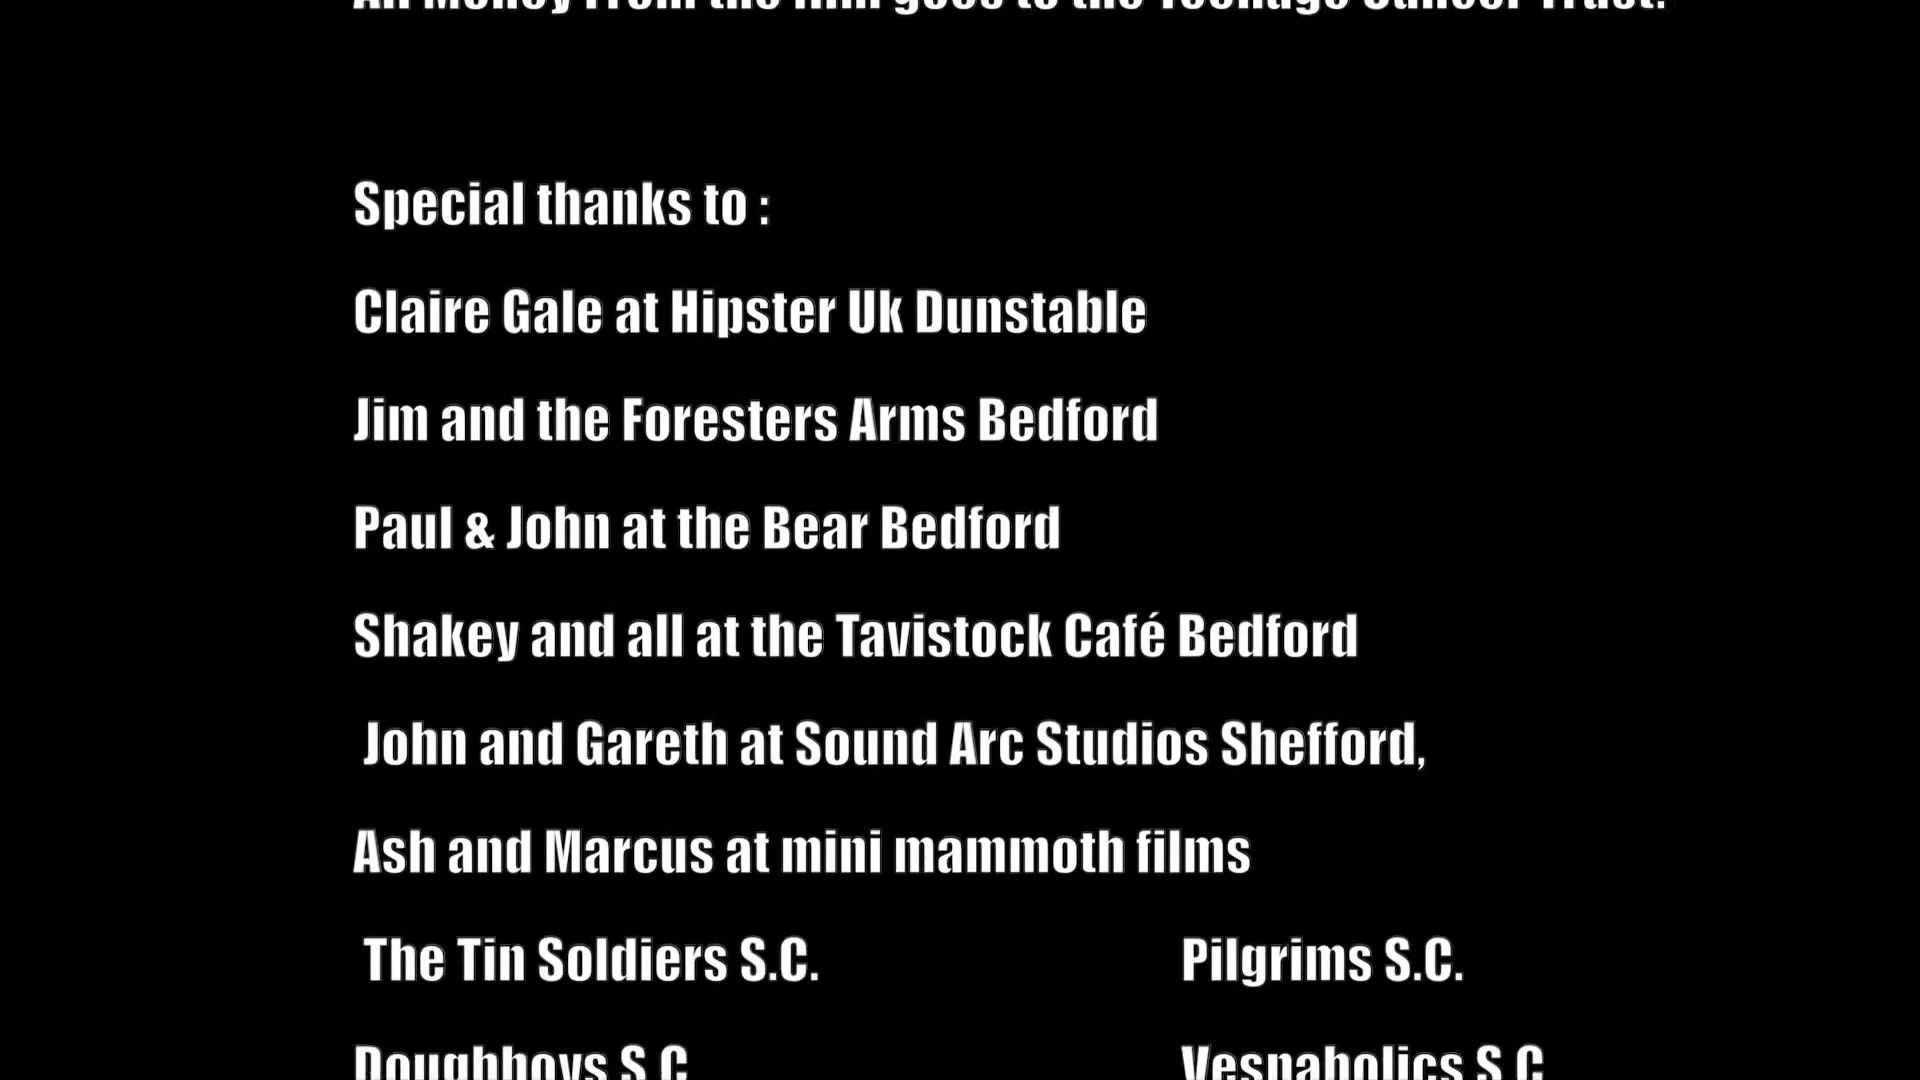 All Money From the film goes to the Teenage Cancer Trust.
Special thanks to :
Claire Gale at Hipster Uk Dunstable
Jim and the Foresters Arms Bedford
Paul & John at the Bear Bedford
Shakey and all at the Tavistock Café Bedford
John and Gareth at Sound Arc Studios Shefford,
Ash and Marcus at mini mammoth films
The Tin Soldiers S.C. Pilgrims S.C.
Doughboys S.C. Vespaholics S.C.